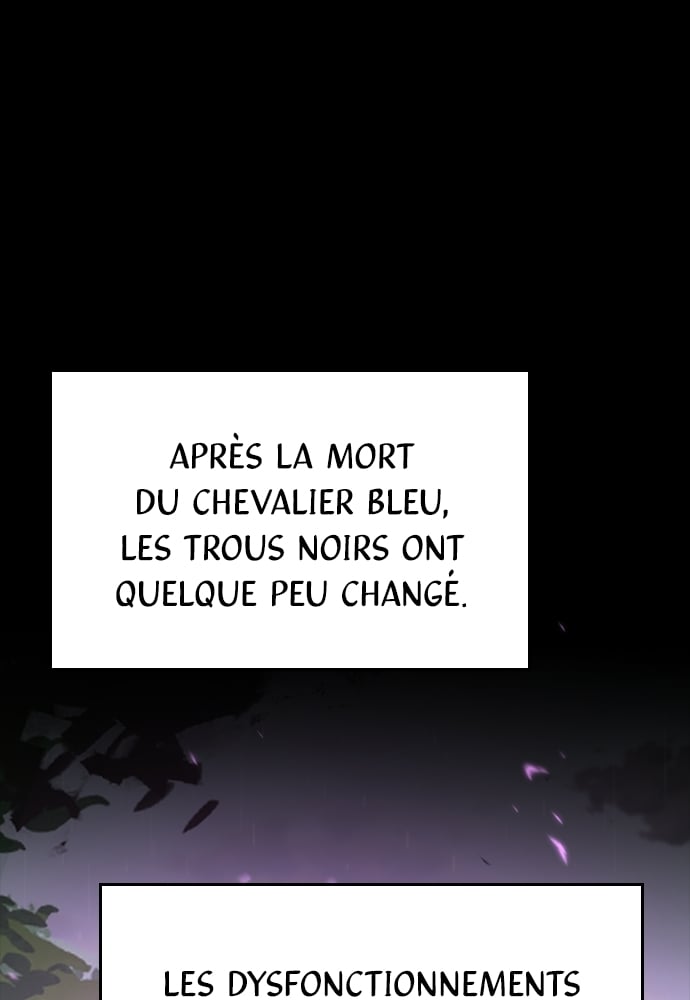 APRÈS LA MORT
DU CHEVALIER BLEU,
LES TROUS NOIRS ONT
QUELQUE PEU CHANGÉ.
LES DYSFONCTIONNEMENTS